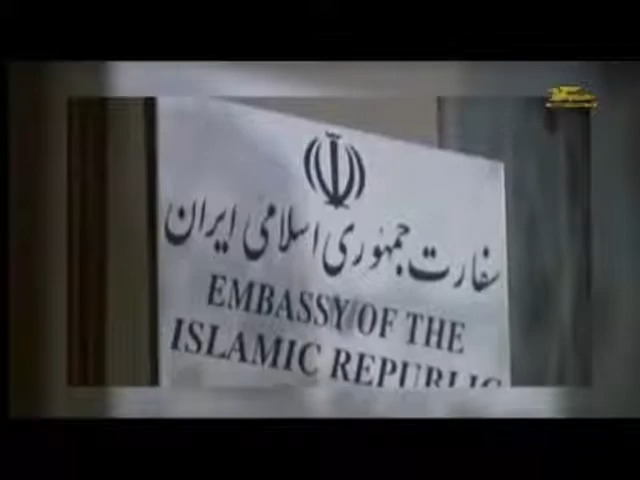 سفارت جمهوری اسلامی ایران
EMBASSY OF THE
ISLAMIC REPUBLIC